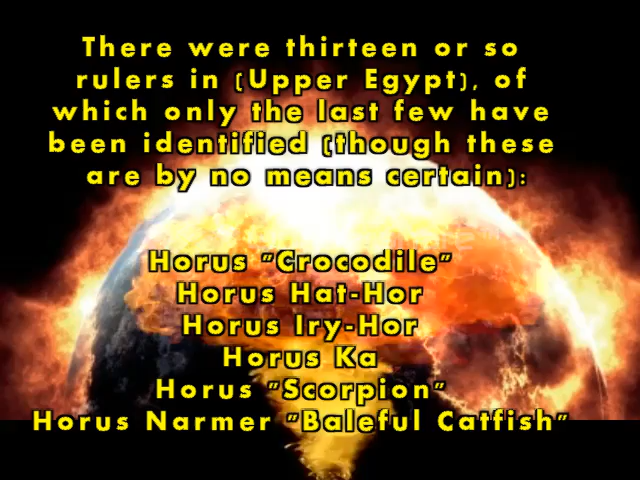 There were thirteen or so
rulers in (Upper Egypt), of
which only the last few have
been identified (though these
are by no means certain):
Horus "Crocodile"
Horus Hat-Hor
Horus Iry-Hor
Horus Ka
Horus "Scorpion"
Horus Narmer "Baleful Catfish"